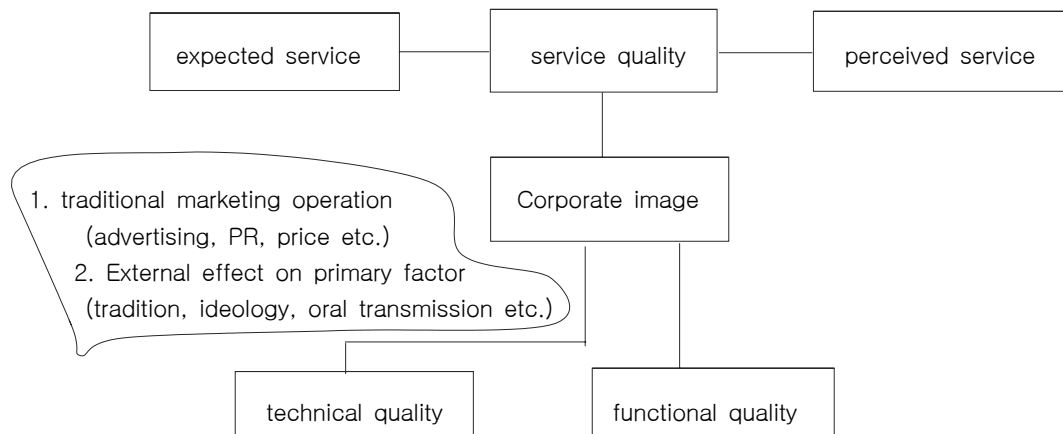 expected service
service quality
perceived service
1. traditional marketing operation
(advertising, PR, price etc.)
2. External effect on primary factor
(tradition, ideology, oral transmission etc.)
Corporate image
technical quality
functional quality